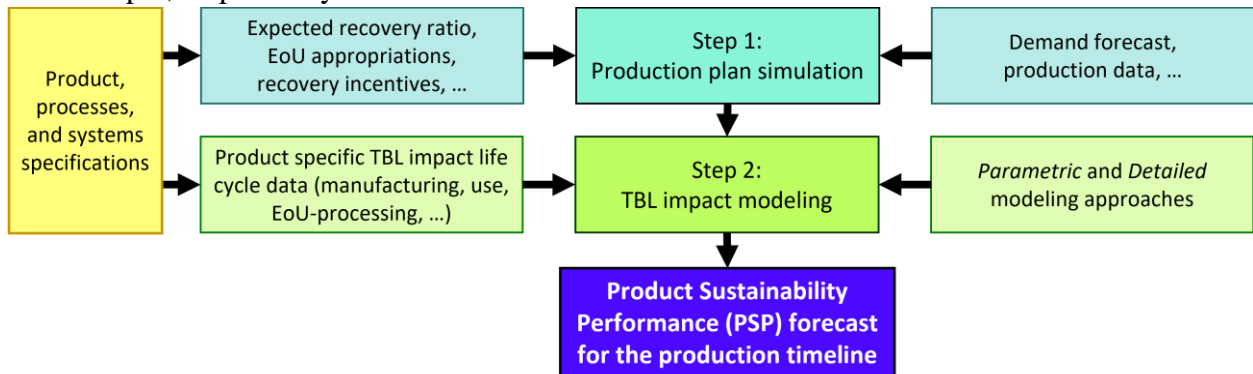 Product,
processes,
and systems
specifications
Expected recovery ratio,
EoU appropriations,
recovery incentives, …
Step 1:
Production plan simulation
Demand forecast,
production data, …
Product specific TBL impact life
cycle data (manufacturing, use,
EoU-processing, …)
Step 2:
TBL impact modeling
Parametric and Detailed
modeling approaches
Product Sustainability
Performance (PSP) forecast
for the production timeline